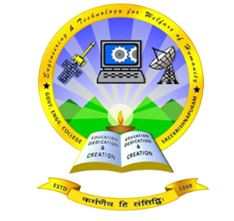 Engineering & Technology for Welfare of Humanity
GOVT. ENGG. COLLEGE SREEKRISHNAPURAM
EDUCATION DEDICATION & CREATION
EDUCATION DEDICATION & CREATION
ESTD 1999
कर्मणैव हि संसिद्धिः